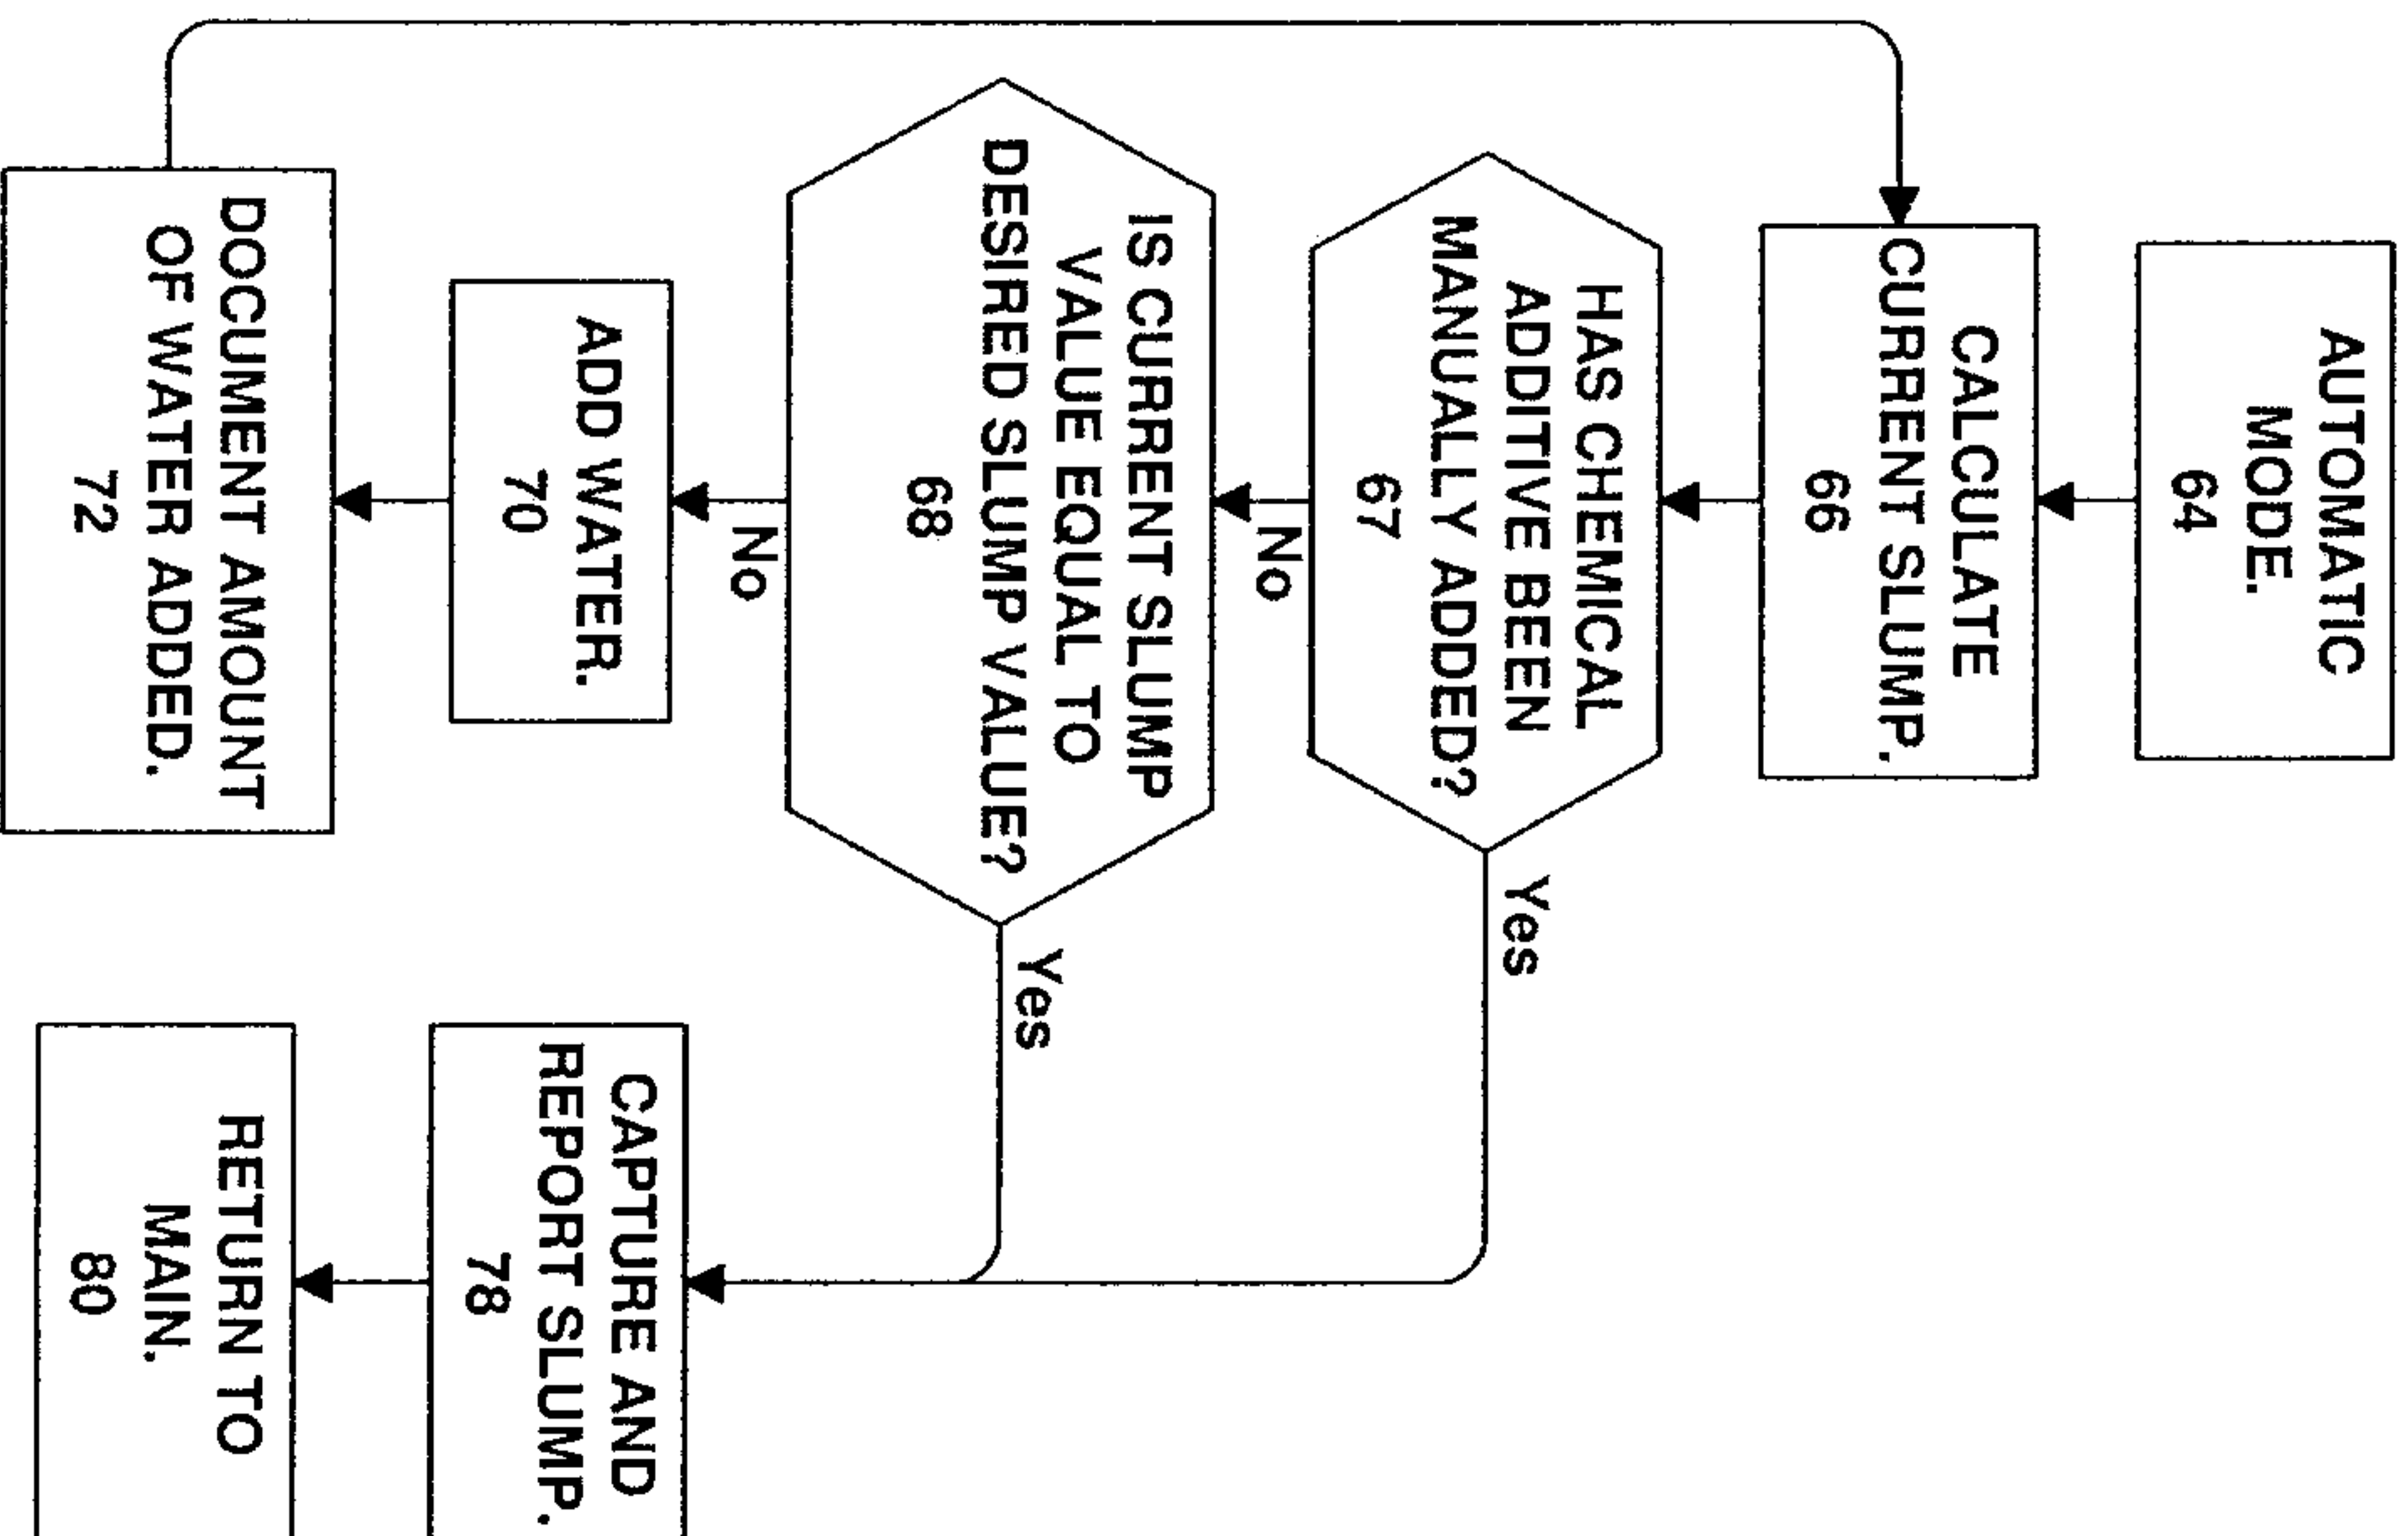 AUTOMATIC
MODE.
64
CALCULATE
CURRENT SLUMP.
66
HAS CHEMICAL
ADDITIVE BEEN
MANUALLY ADDED?
67
Yes
No
IS CURRENT SLUMP
VALUE EQUAL TO
DESIRED SLUMP VALUE?
68
Yes
No
ADD WATER.
70
DOCUMENT AMOUNT
OF WATER ADDED.
72
CAPTURE AND
REPORT SLUMP.
78
RETURN TO
MAIN.
80